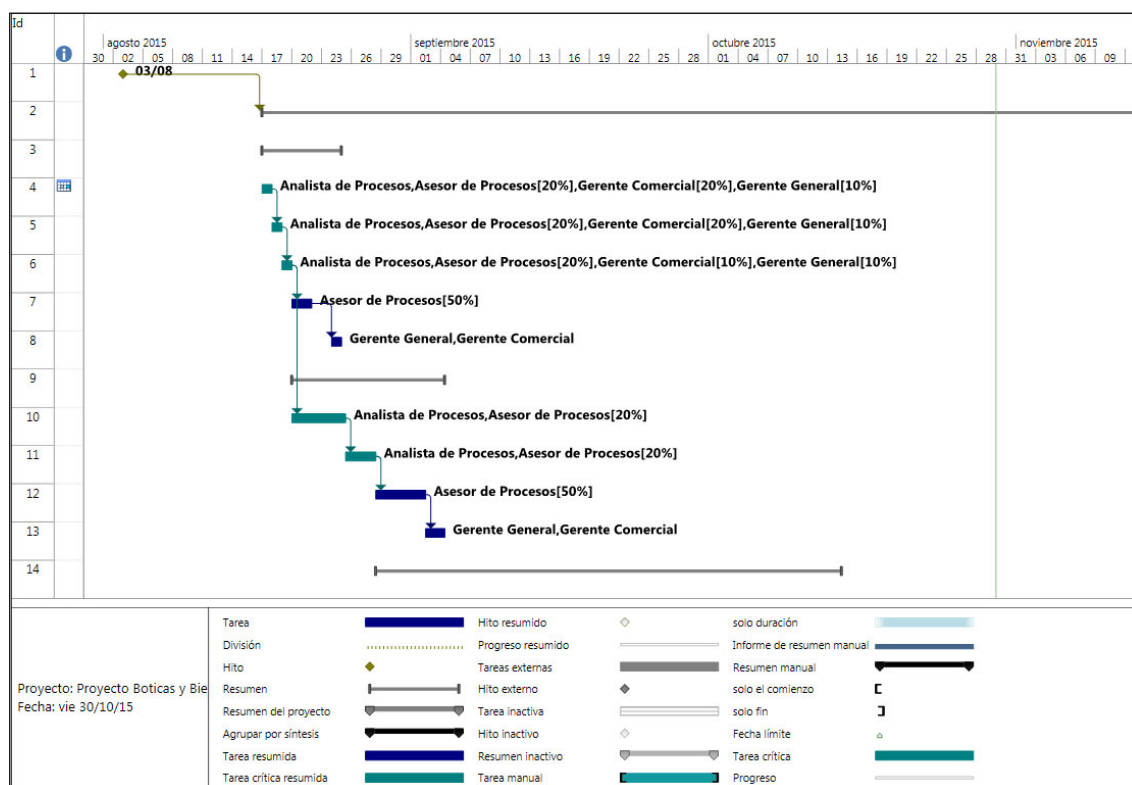 Id
agosto 2015 septiembre 2015 octubre 2015 noviembre 2015
30 02 05 08 11 14 17 20 23 26 29 01 04 07 10 13 16 19 22 25 28 01 04 07 10 13 16 19 22 25 28 31 03 06 09
1 03/08
2
3
4 Analista de Procesos,Asesor de Procesos[20%],Gerente Comercial[20%],Gerente General[10%]
5 Analista de Procesos,Asesor de Procesos[20%],Gerente Comercial[20%],Gerente General[10%]
6 Analista de Procesos,Asesor de Procesos[20%],Gerente Comercial[10%],Gerente General[10%]
7 Asesor de Procesos[50%]
8 Gerente General,Gerente Comercial
9
10 Analista de Procesos,Asesor de Procesos[20%]
11 Analista de Procesos,Asesor de Procesos[20%]
12 Asesor de Procesos[50%]
13 Gerente General,Gerente Comercial
14
Proyecto: Proyecto Boticas y Bie
Fecha: vie 30/10/15
Tarea Hito resumido solo duración
División Progreso resumido Informe de resumen manual
Hito Tareas externas Resumen manual
Resumen Hito externo solo el comienzo
Resumen del proyecto Tarea inactiva solo fin
Agrupar por síntesis Hito inactivo Fecha límite
Tarea resumida Resumen inactivo Tarea crítica
Tarea crítica resumida Tarea manual Progreso